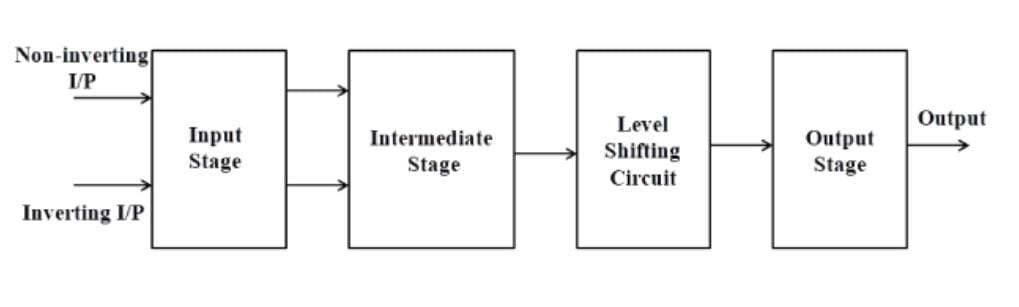 Non-inverting
I/P
Inverting I/P
Input
Stage
Intermediate
Stage
Level
Shifting
Circuit
Output
Stage
Output